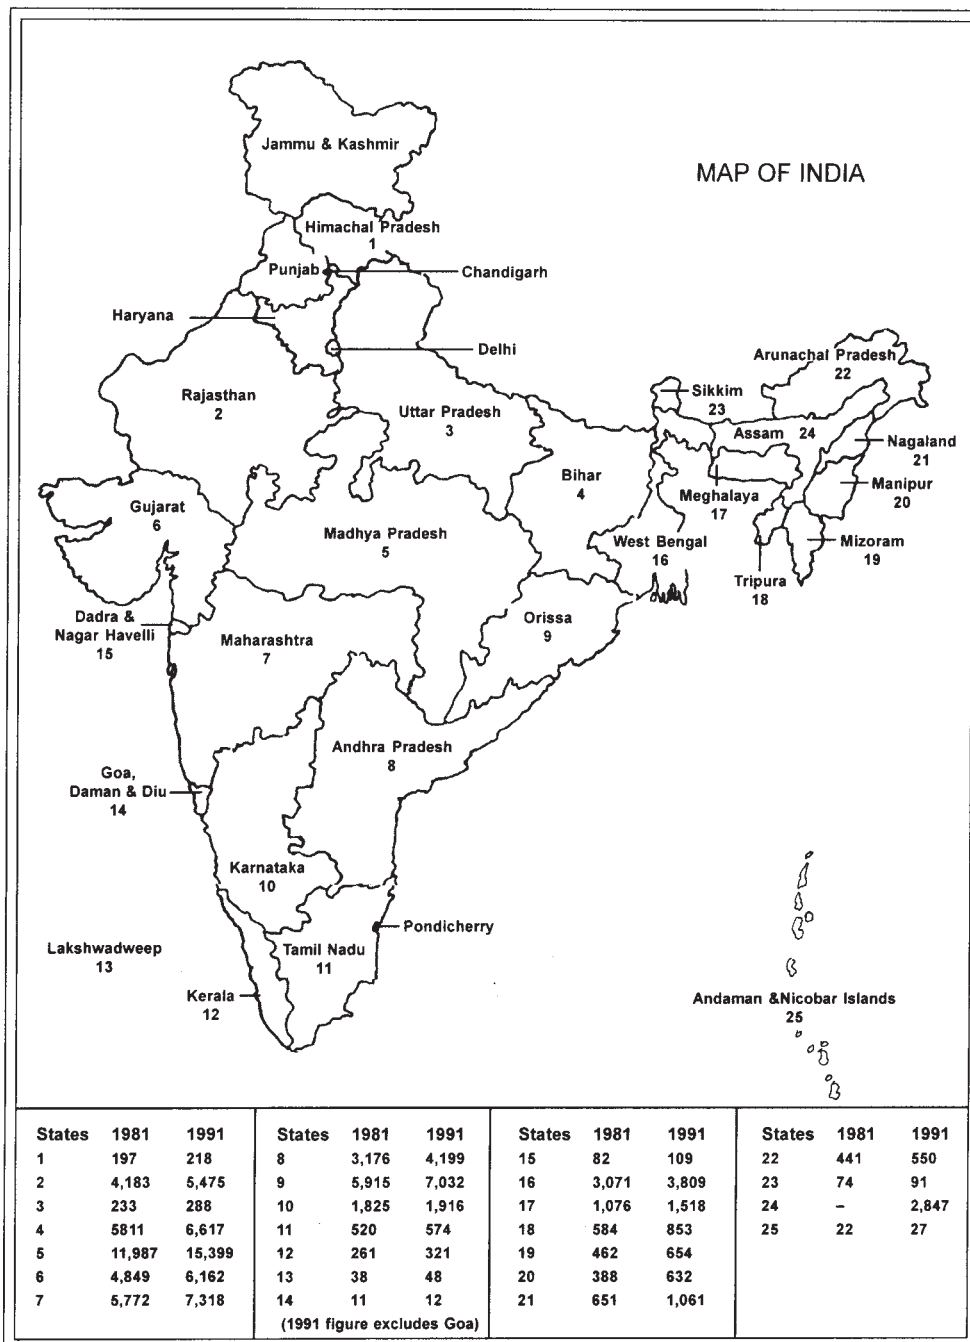 MAP OF INDIA
Jammu & Kashmir
Himachal Pradesh
1
Punjab
Chandigarh
Haryana
Delhi
Rajasthan
2
Uttar Pradesh
3
Arunachal Pradesh
22
Sikkim
23
Assam 24
Nagaland
21
Bihar
4
Meghalaya
17
Manipur
20
Gujarat
6
Madhya Pradesh
5
West Bengal
16
Mizoram
19
Tripura
18
Dadra &
Nagar Havelli
15
Maharashtra
7
Orissa
9
Andhra Pradesh
8
Goa,
Daman & Diu
14
Karnataka
10
Pondicherry
Lakshwadweep
13
Tamil Nadu
11
Kerala
12
Andaman &Nicobar Islands
25
States 1981 1991
1 197 218
2 4,183 5,475
3 233 288
4 5811 6,617
5 11,987 15,399
6 4,849 6,162
7 5,772 7,318
States 1981 1991
8 3,176 4,199
9 5,915 7,032
10 1,825 1,916
11 520 574
12 261 321
13 38 48
14 11 12
(1991 figure excludes Goa)
States 1981 1991
15 82 109
16 3,071 3,809
17 1,076 1,518
18 584 853
19 462 654
20 388 632
21 651 1,061
States 1981 1991
22 441 550
23 74 91
24 – 2,847
25 22 27